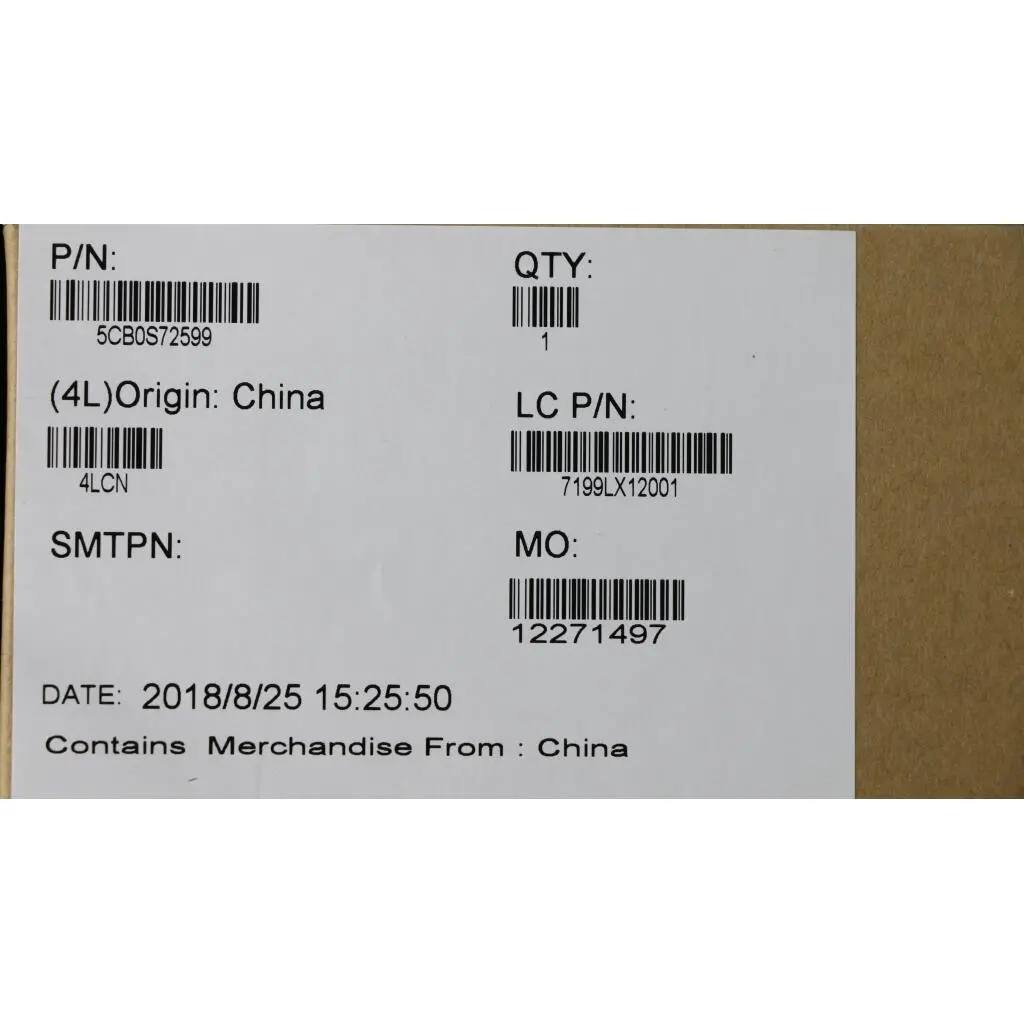 P/N:
5CB0S72599
QTY:
1
(4L)Origin: China
4LCN
LC P/N:
7199LX12001
SMTPN:
MO:
12271497
DATE: 2018/8/25 15:25:50
Contains Merchandise From : China